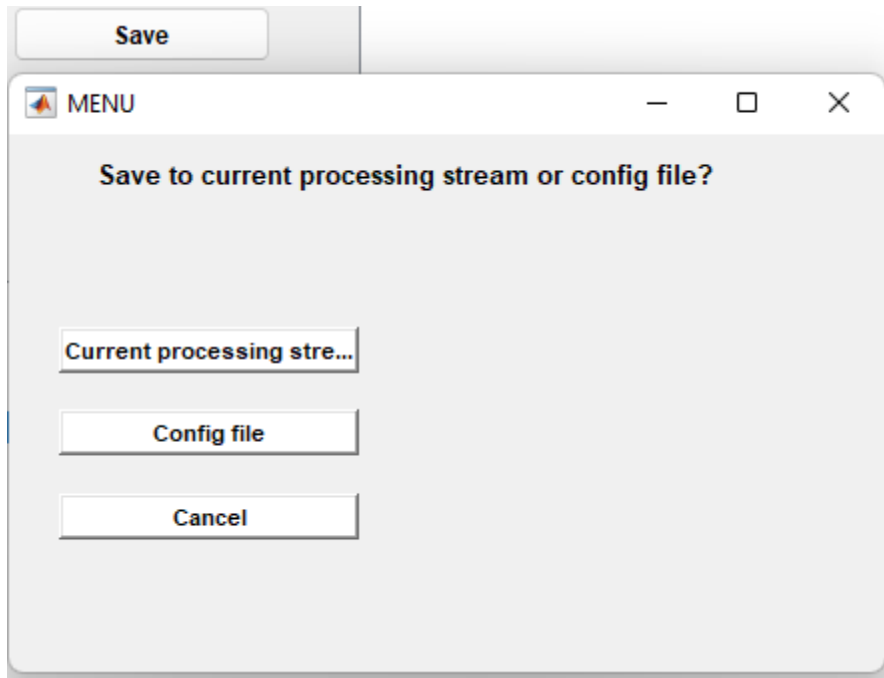 Save
MENU
Save to current processing stream or config file?
Current processing stre...
Config file
Cancel